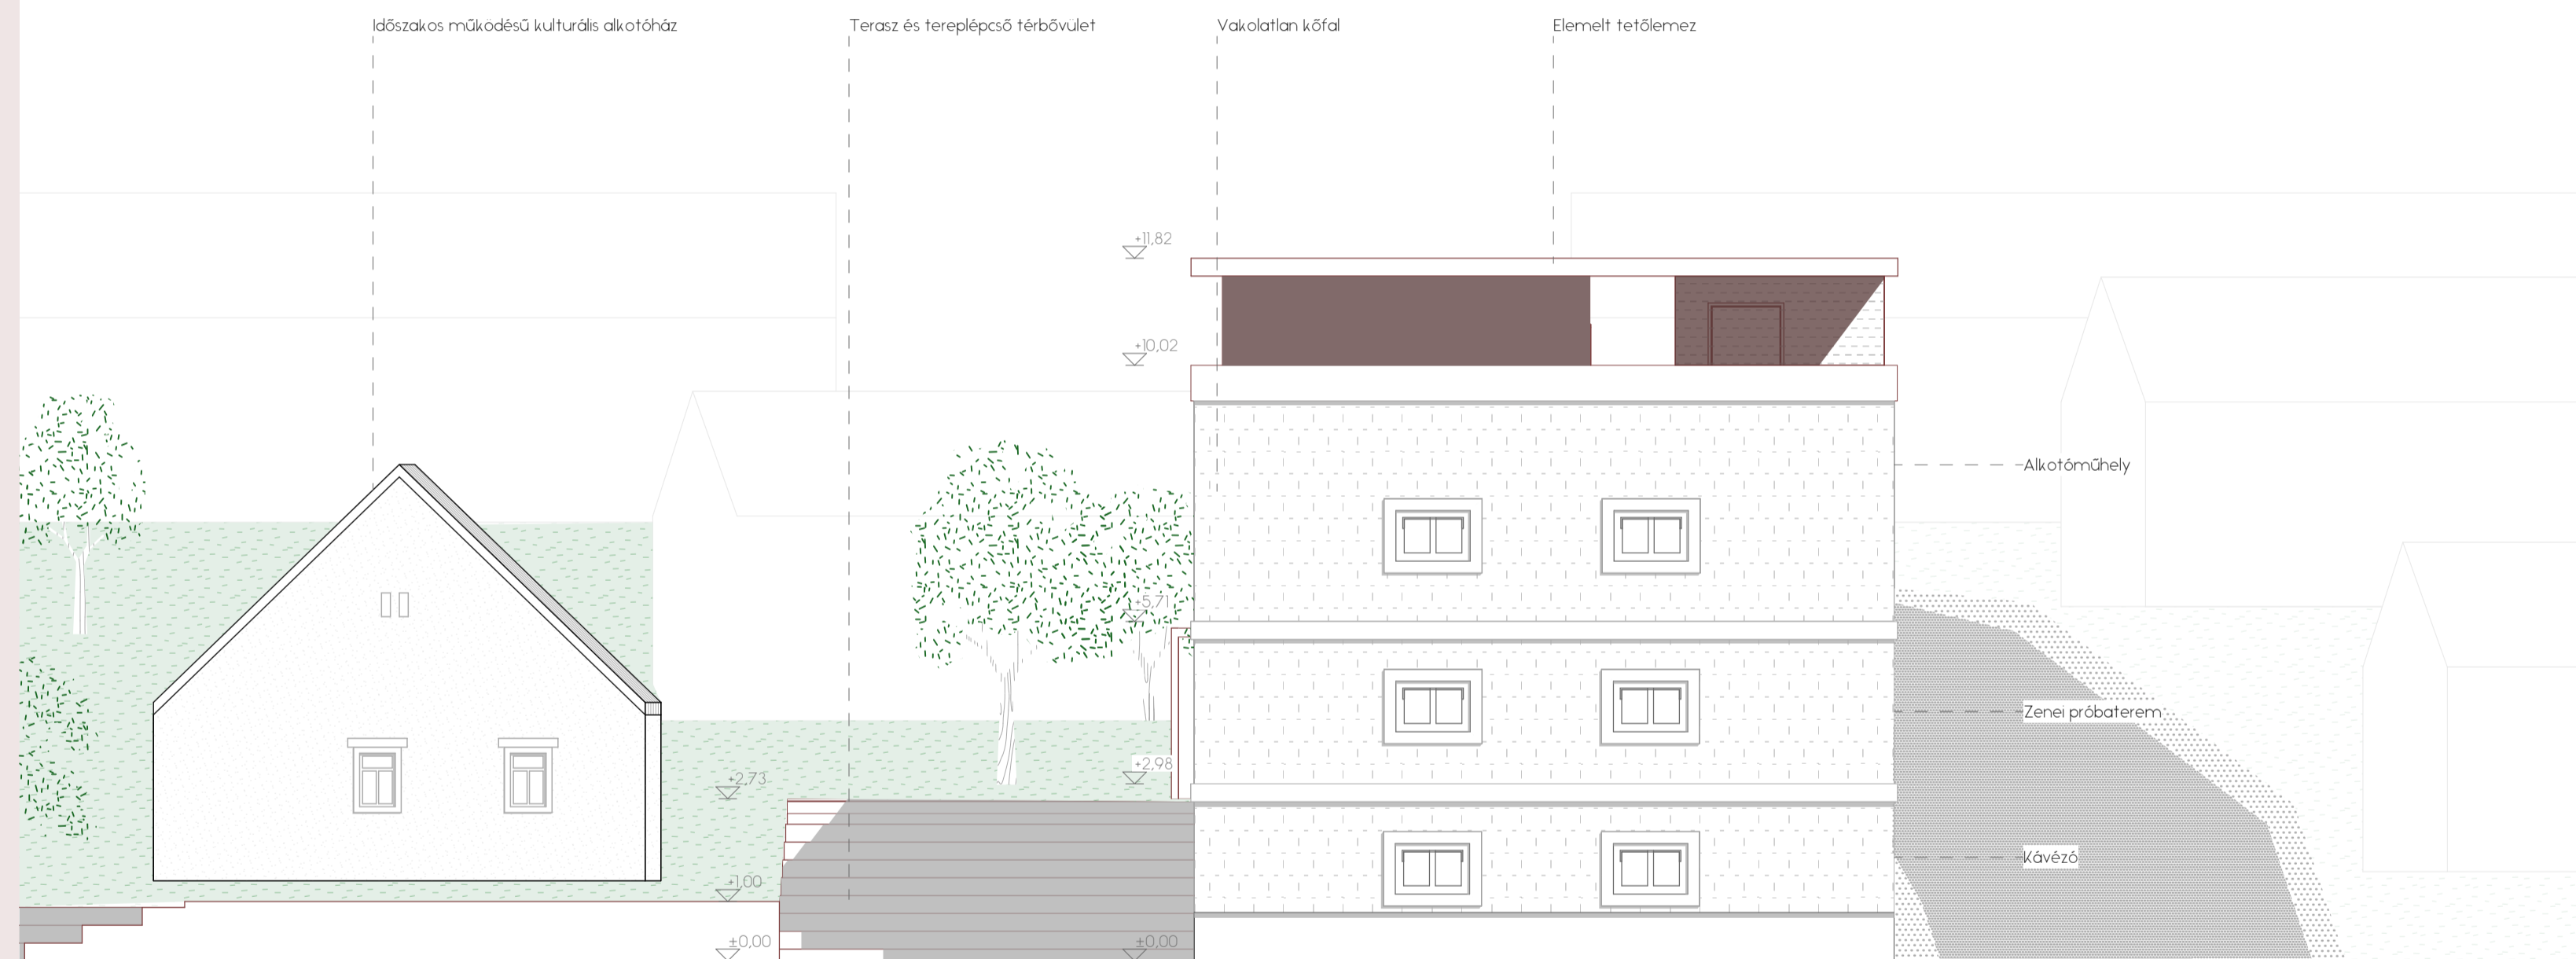 Időszakos működésű kulturális alkotóház
Terasz és tereplépcső térbővület
Vakolatlan kőfal
Elemelt tetőlemez
+11,82
+10,02
Alkotóműhely
+5,71
Zenei próbaterem
+2,98
+2,73
Kávézó
+1,00
±0,00
±0,00